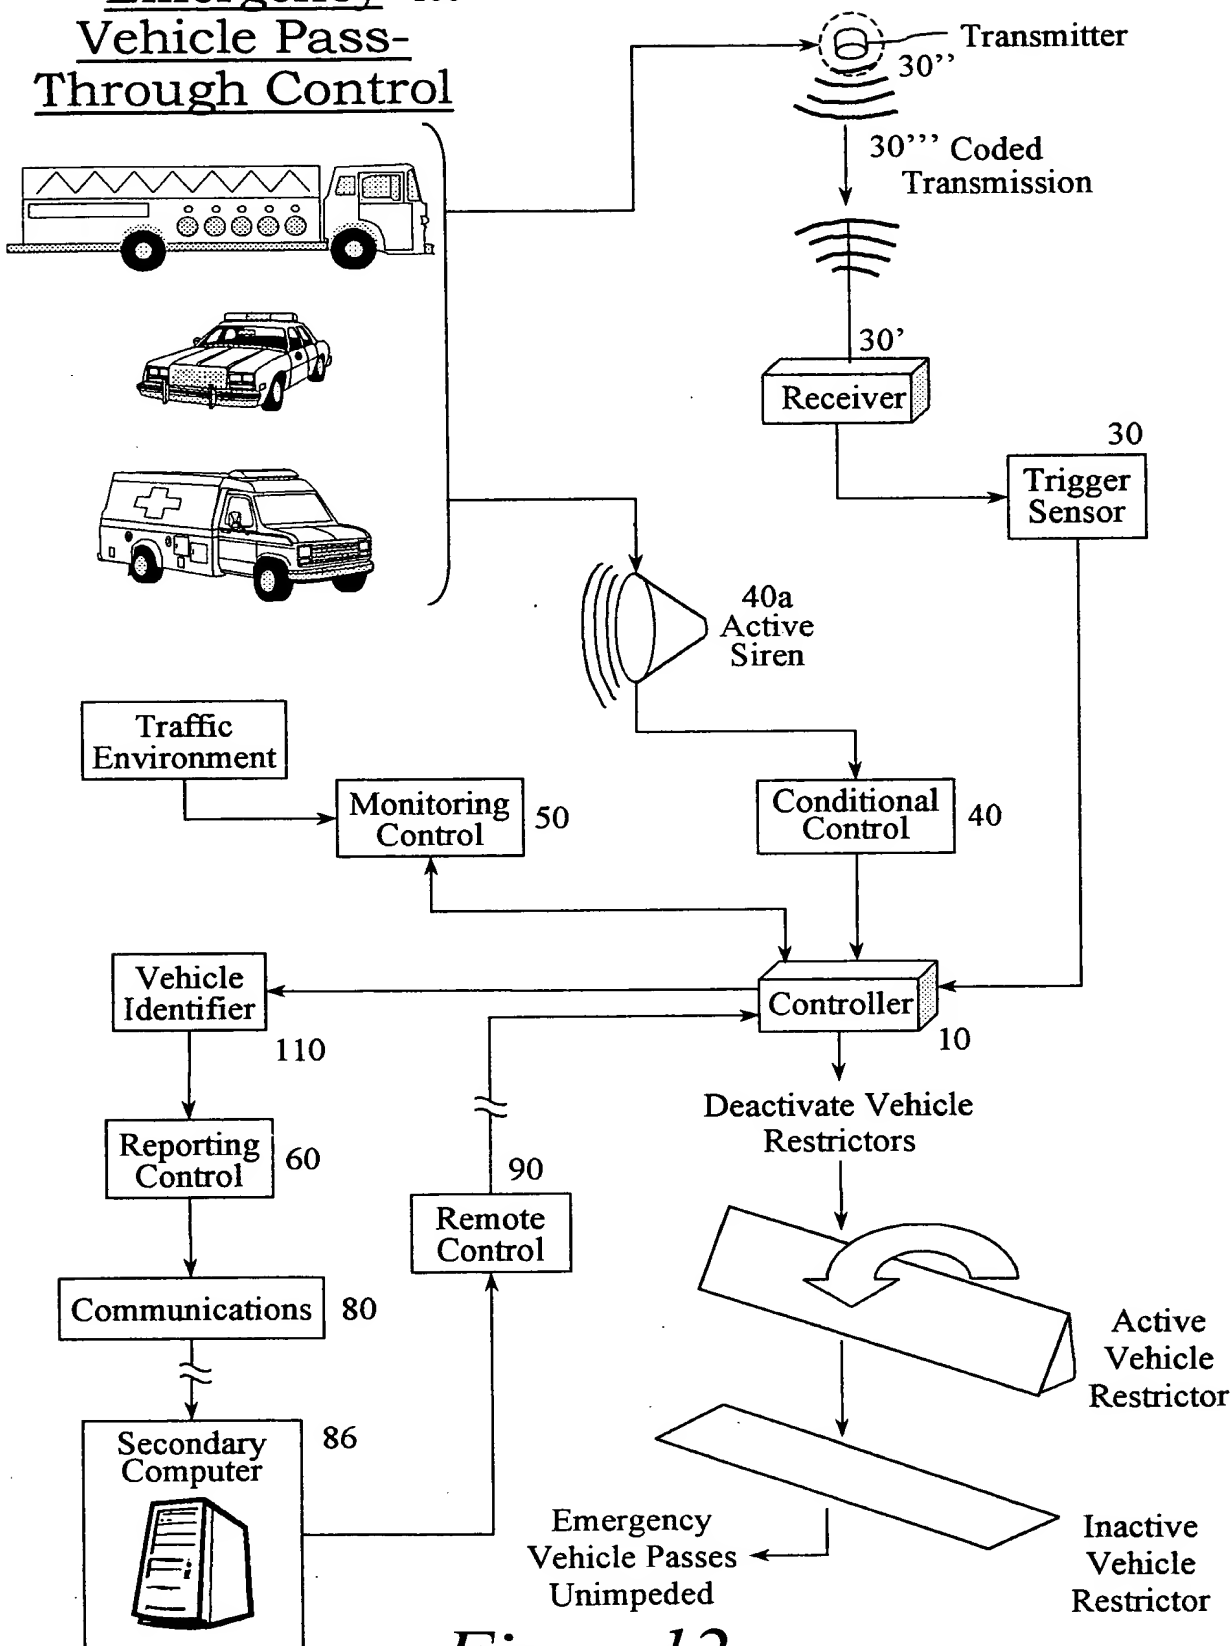 Emergency
Vehicle Pass-
Through Control
Transmitter
30''
30''' Coded
Transmission
30'
Receiver
30
Trigger
Sensor
40a
Active
Siren
Traffic
Environment
Monitoring
Control
50
Conditional
Control
40
Vehicle
Identifier
110
Controller
10
Deactivate Vehicle
Restrictors
Reporting
Control
60
90
Remote
Control
Communications
80
Active
Vehicle
Restrictor
Secondary
Computer
86
Emergency
Vehicle Passes
Unimpeded
Inactive
Vehicle
Restrictor